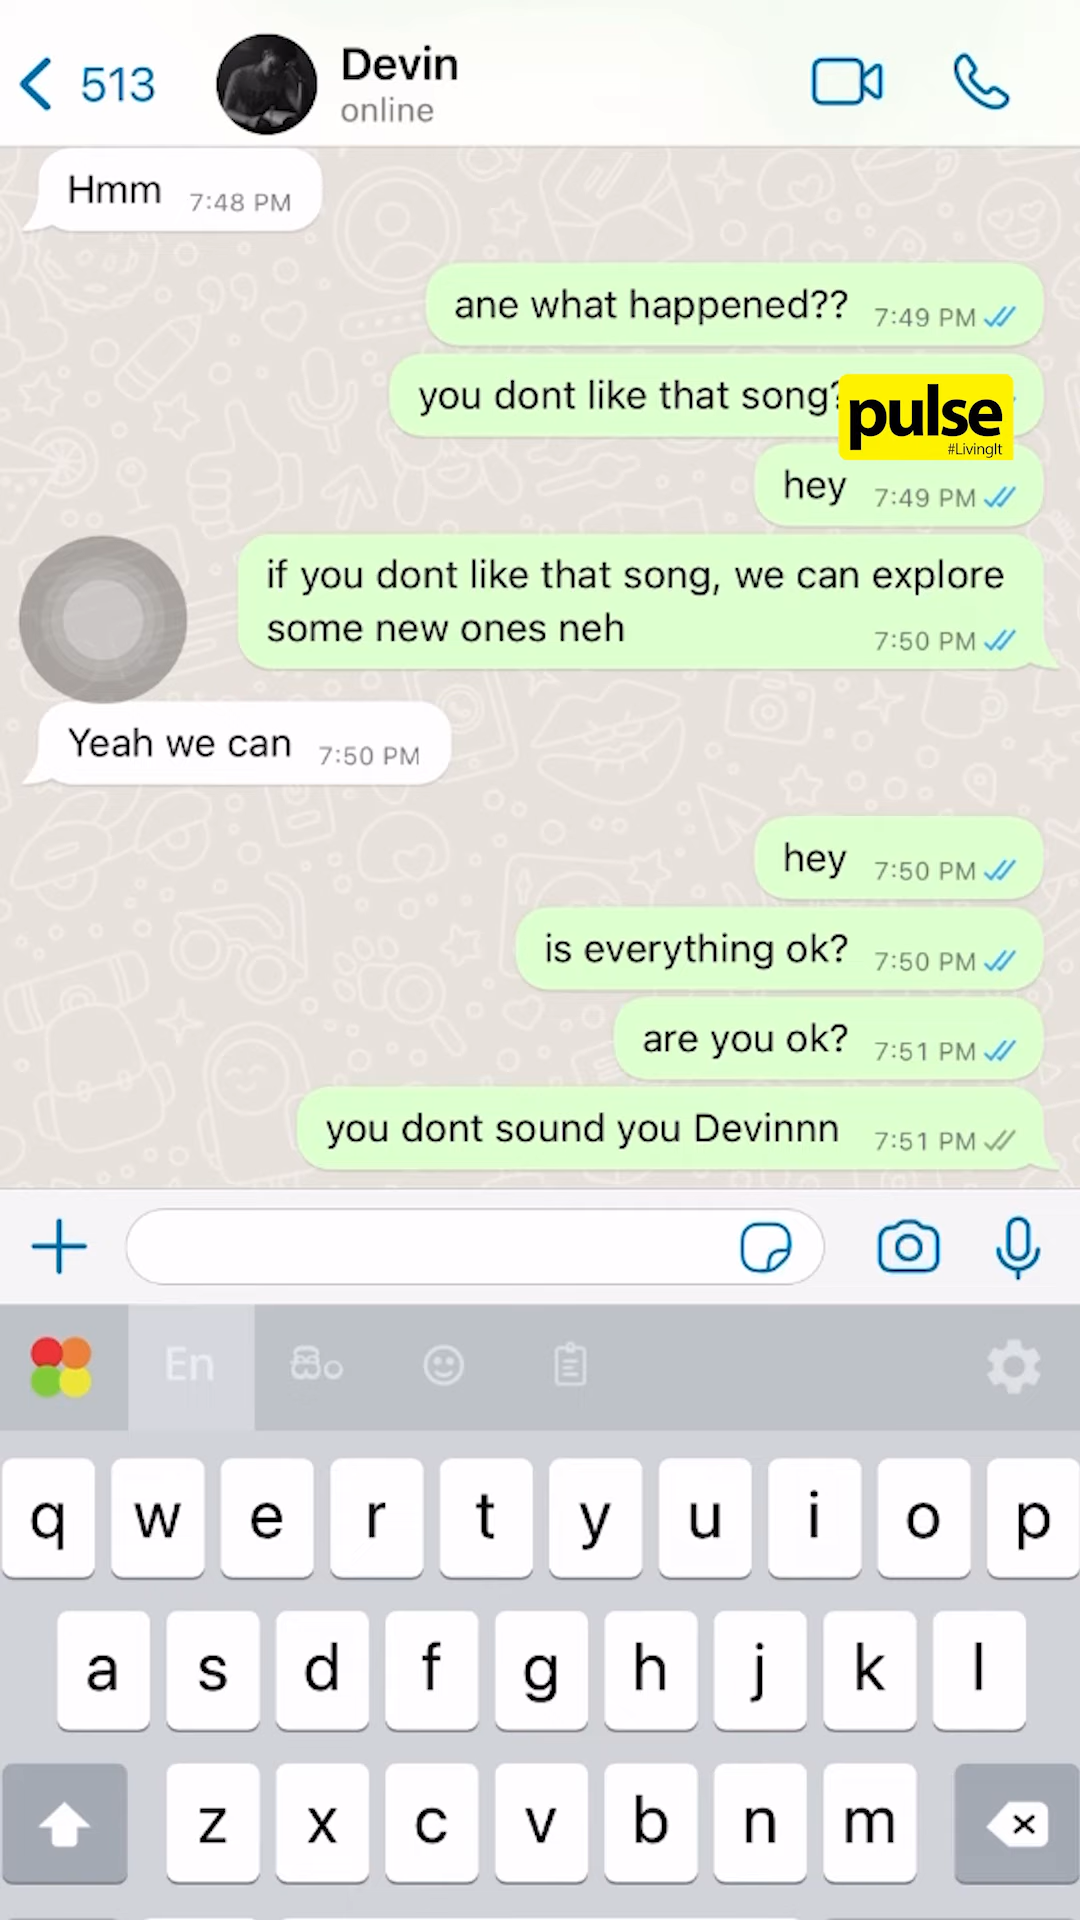 513
Devin
online
Hmm 7:48 PM
ane what happened?? 7:49 PM
you dont like that song?
pulse
#LivingIt
hey 7:49 PM
if you dont like that song, we can explore
some new ones neh 7:50 PM
Yeah we can 7:50 PM
hey 7:50 PM
is everything ok? 7:50 PM
are you ok? 7:51 PM
you dont sound you Devinnn 7:51 PM
En
q w e r t y u i o p
a s d f g h j k l
z x c v b n m